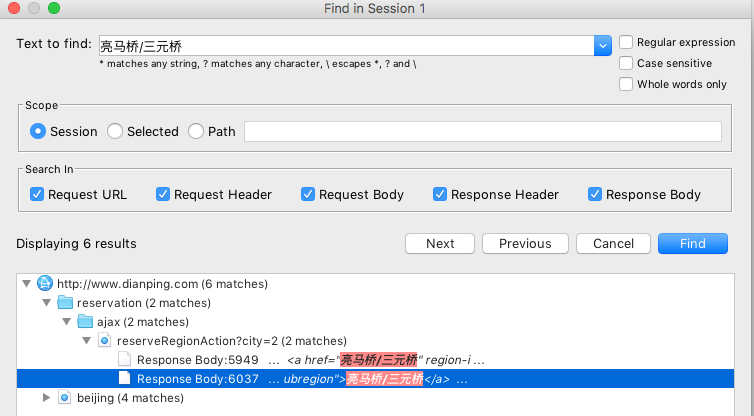 Find in Session 1
Text to find: 亮马桥/三元桥
Regular expression
* matches any string, ? matches any character, \ escapes *, ? and \
Case sensitive
Whole words only
Scope
Session Selected Path
Search In
Request URL Request Header Request Body Response Header Response Body
Displaying 6 results Next Previous Cancel Find
http://www.dianping.com (6 matches)
reservation (2 matches)
ajax (2 matches)
reserveRegionAction?city=2 (2 matches)
Response Body:5949 ... <a href="亮马桥/三元桥" region-i ...
Response Body:6037 ... ubregion">亮马桥/三元桥</a> ...
beijing (4 matches)